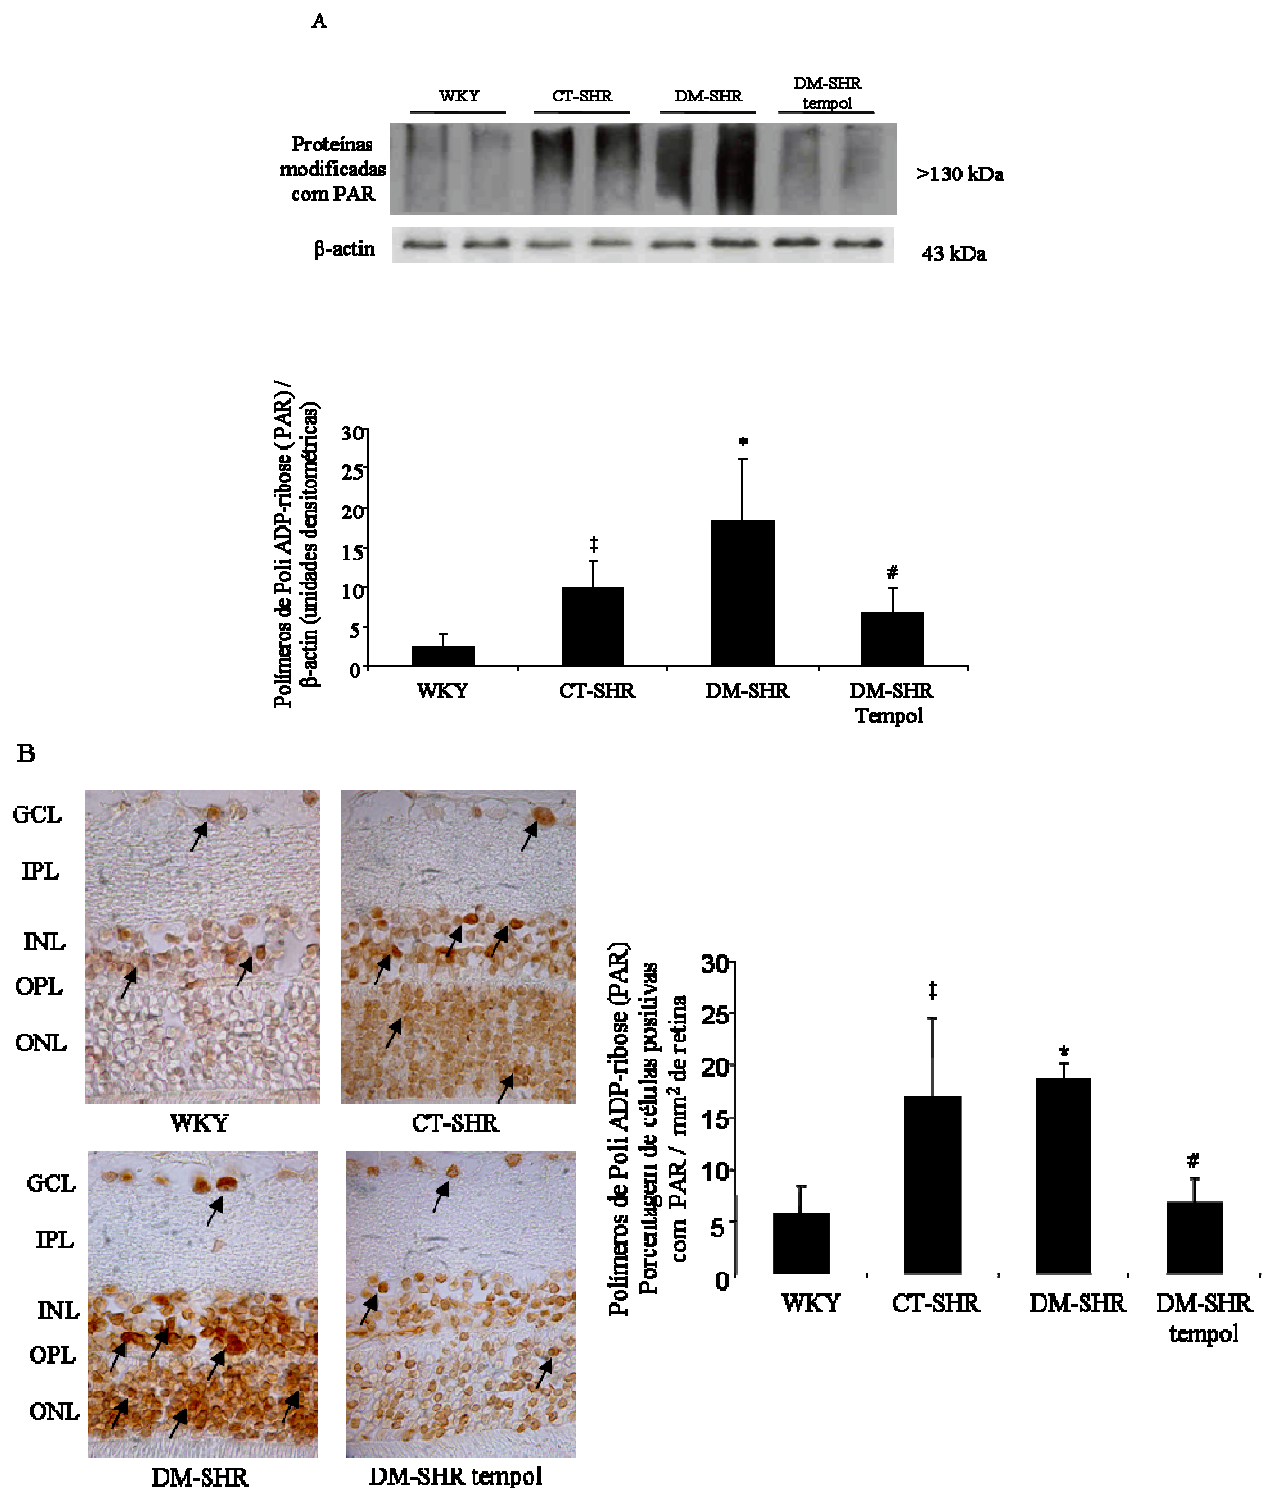 A
WKY
CT-SHR
DM-SHR
DM-SHR
tempol
Proteínas
modificadas
com PAR
>130 kDa
β-actin
43 kDa
Polímeros de Poli ADP-ribose (PAR) /
β-actin (unidades densitométricas)
30
25
20
15
10
5
0
‡
*
#
WKY
CT-SHR
DM-SHR
DM-SHR
Tempol
B
GCL
IPL
INL
OPL
ONL
WKY
CT-SHR
GCL
IPL
INL
OPL
ONL
DM-SHR
DM-SHR tempol
Polímeros de Poli ADP-ribose (PAR)
Porcentagem de células positivas
com PAR / mm² de retina
30
25
20
15
10
5
0
‡
*
#
WKY
CT-SHR
DM-SHR
DM-SHR
tempol